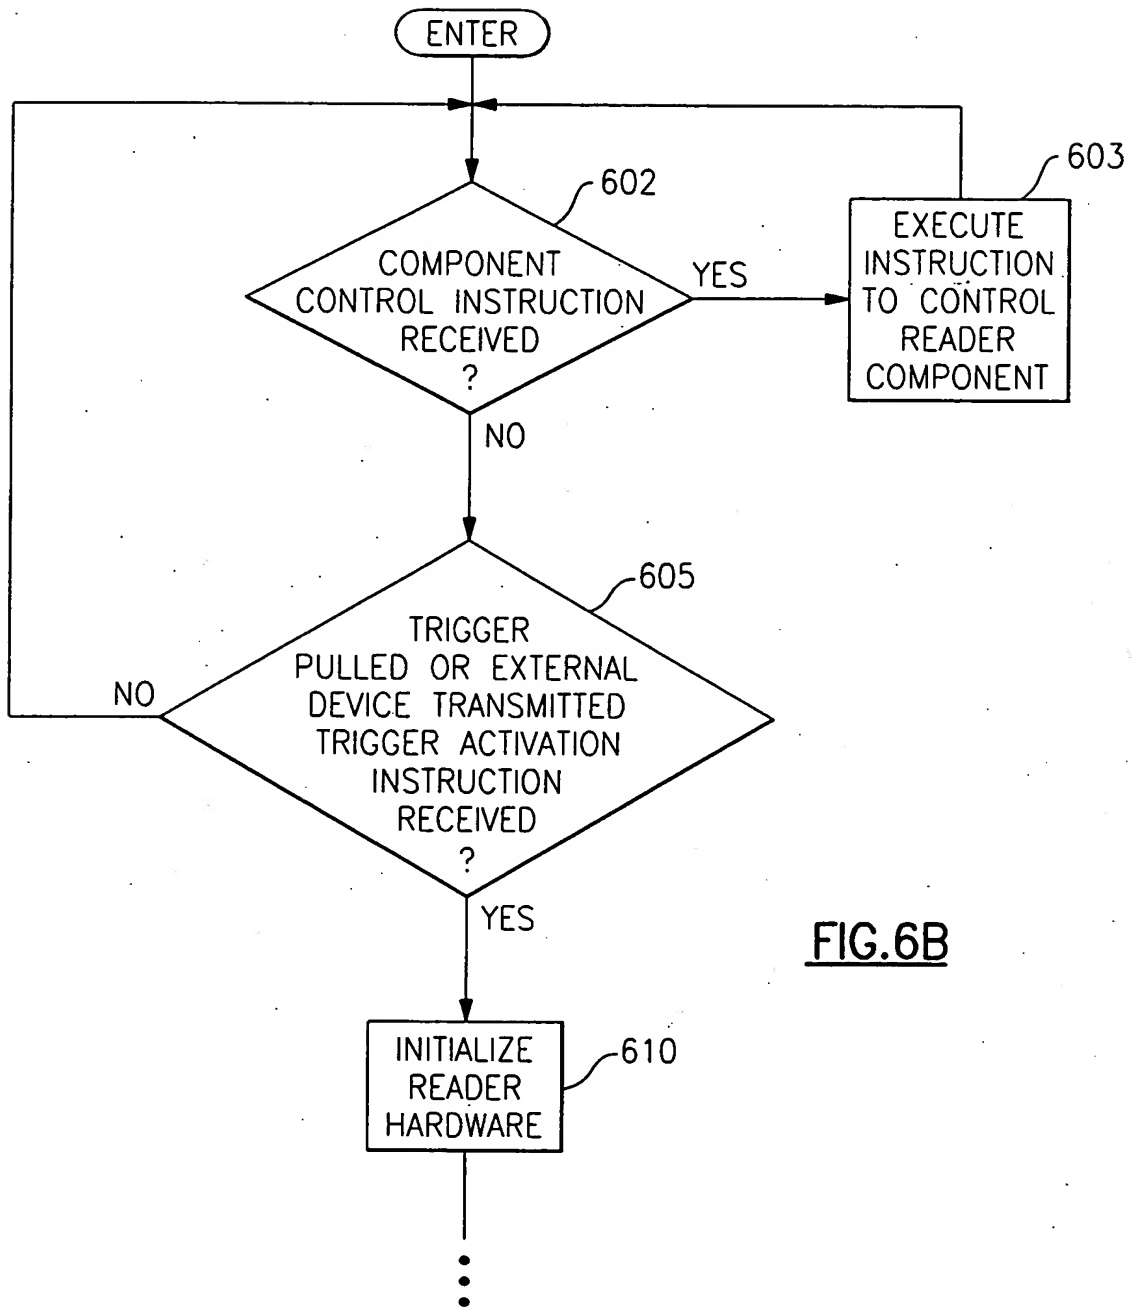 ENTER
602
COMPONENT
CONTROL INSTRUCTION
RECEIVED
?
YES
603
EXECUTE
INSTRUCTION
TO CONTROL
READER
COMPONENT
NO
605
TRIGGER
PULLED OR EXTERNAL
DEVICE TRANSMITTED
TRIGGER ACTIVATION
INSTRUCTION
RECEIVED
?
NO
YES
FIG.6B
INITIALIZE
READER
HARDWARE
610